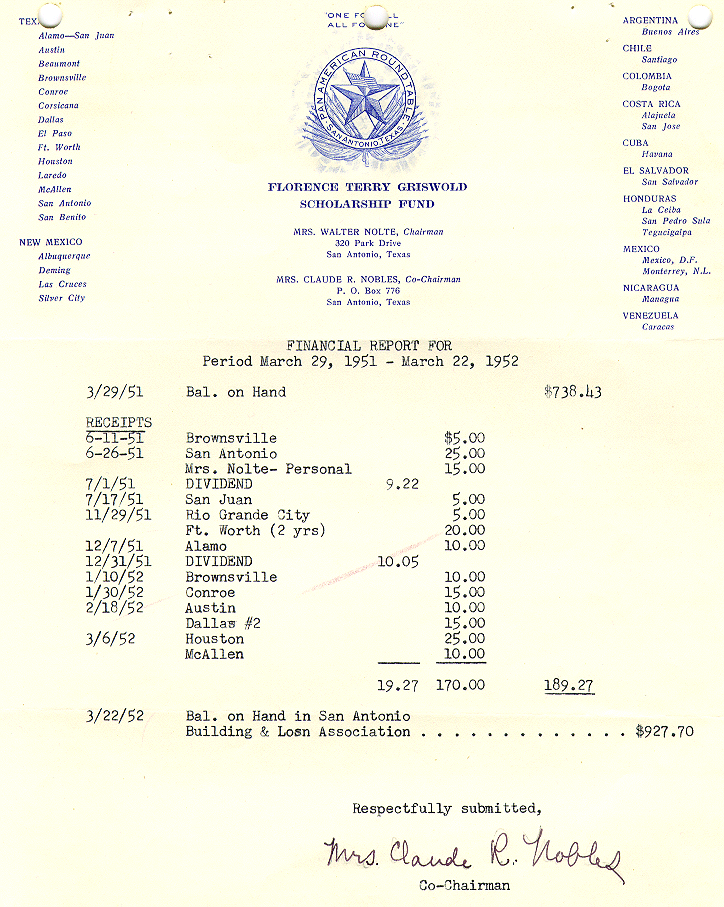 "ONE FO  LL
ALL FO  NE"
TEX
Alamo—San Juan
Austin
Beaumont
Brownsville
Conroe
Corsicana
Dallas
El Paso
Ft. Worth
Houston
Laredo
McAllen
San Antonio
San Benito
NEW MEXICO
Albuquerque
Deming
Las Cruces
Silver City
PAN AMERICAN ROUND TABLE
SAN ANTONIO, TEXAS
FLORENCE TERRY GRISWOLD
SCHOLARSHIP FUND
MRS. WALTER NOLTE, Chairman
320 Park Drive
San Antonio, Texas
MRS. CLAUDE R. NOBLES, Co-Chairman
P. O. Box 776
San Antonio, Texas
ARGENTINA
Buenos Aires
CHILE
Santiago
COLOMBIA
Bogota
COSTA RICA
Alajuela
San Jose
CUBA
Havana
EL SALVADOR
San Salvador
HONDURAS
La Ceiba
San Pedro Sula
Tegucigalpa
MEXICO
Mexico, D.F.
Monterrey, N.L.
NICARAGUA
Managua
VENEZUELA
Caracas
FINANCIAL REPORT FOR
Period March 29, 1951 - March 22, 1952
3/29/51 Bal. on Hand $738.43
RECEIPTS
6-11-51 Brownsville $5.00
6-26-51 San Antonio 25.00
Mrs. Nolte- Personal 15.00
7/1/51 DIVIDEND 9.22
7/17/51 San Juan 5.00
11/29/51 Rio Grande City 5.00
Ft. Worth (2 yrs) 20.00
12/7/51 Alamo 10.00
12/31/51 DIVIDEND 10.05
1/10/52 Brownsville 10.00
1/30/52 Conroe 15.00
2/18/52 Austin 10.00
Dallas #2 15.00
3/6/52 Houston 25.00
McAllen 10.00
19.27 170.00 189.27
3/22/52 Bal. on Hand in San Antonio
Building & Loan Association . . . . . . . . . . . . . $927.70
Respectfully submitted,
Mrs. Claude R. Nobles
Co-Chairman